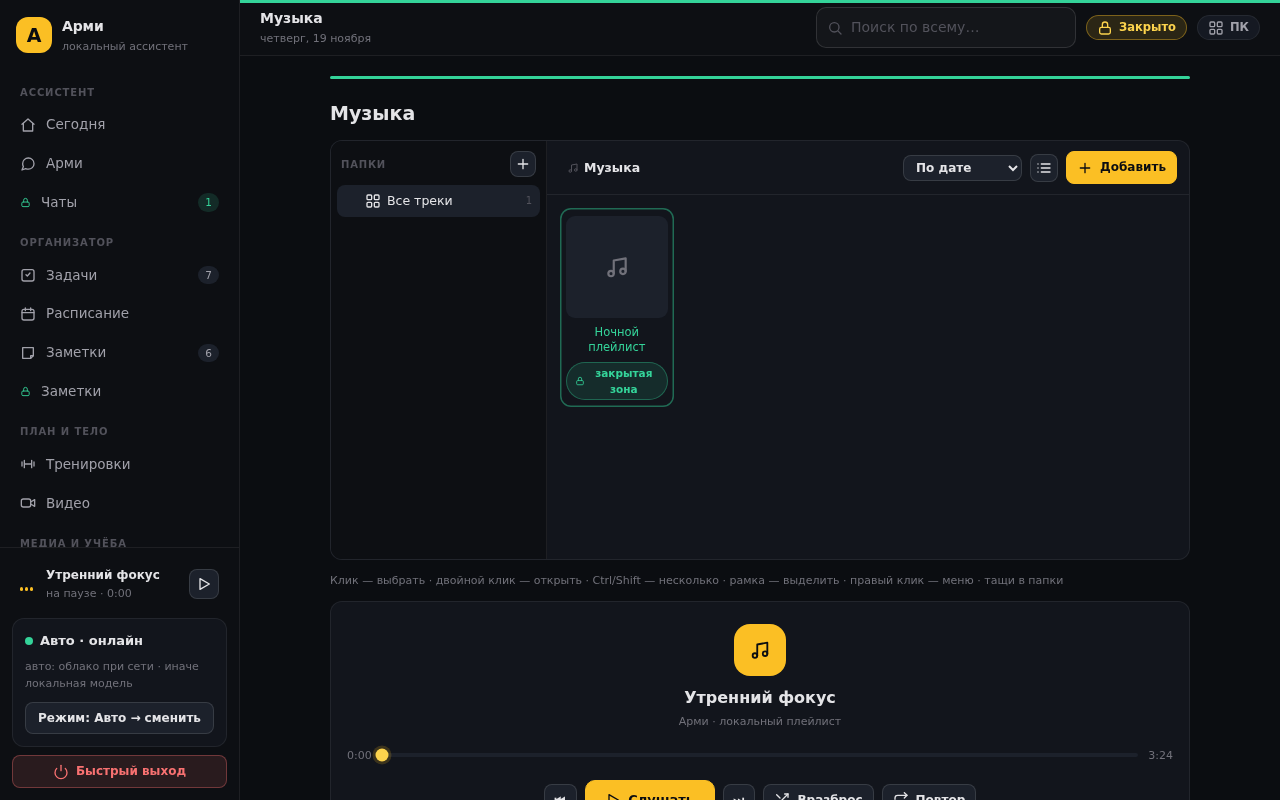 A
Арми
локальный ассистент
АССИСТЕНТ
Сегодня
Арми
Чаты
1
ОРГАНИЗАТОР
Задачи
7
Расписание
Заметки
6
Заметки
ПЛАН И ТЕЛО
Тренировки
Видео
МЕДИА И УЧЁБА
Утренний фокус
на паузе · 0:00
Авто · онлайн
авто: облако при сети · иначе
локальная модель
Режим: Авто → сменить
Быстрый выход
Музыка
четверг, 19 ноября
Поиск по всему…
Закрыто
ПК
Музыка
ПАПКИ
Все треки
1
Музыка
По дате
Добавить
Ночной
плейлист
закрытая
зона
Клик — выбрать · двойной клик — открыть · Ctrl/Shift — несколько · рамка — выделить · правый клик — меню · тащи в папки
Утренний фокус
Арми · локальный плейлист
0:00
3:24
Слушать
Вразброс
Повтор